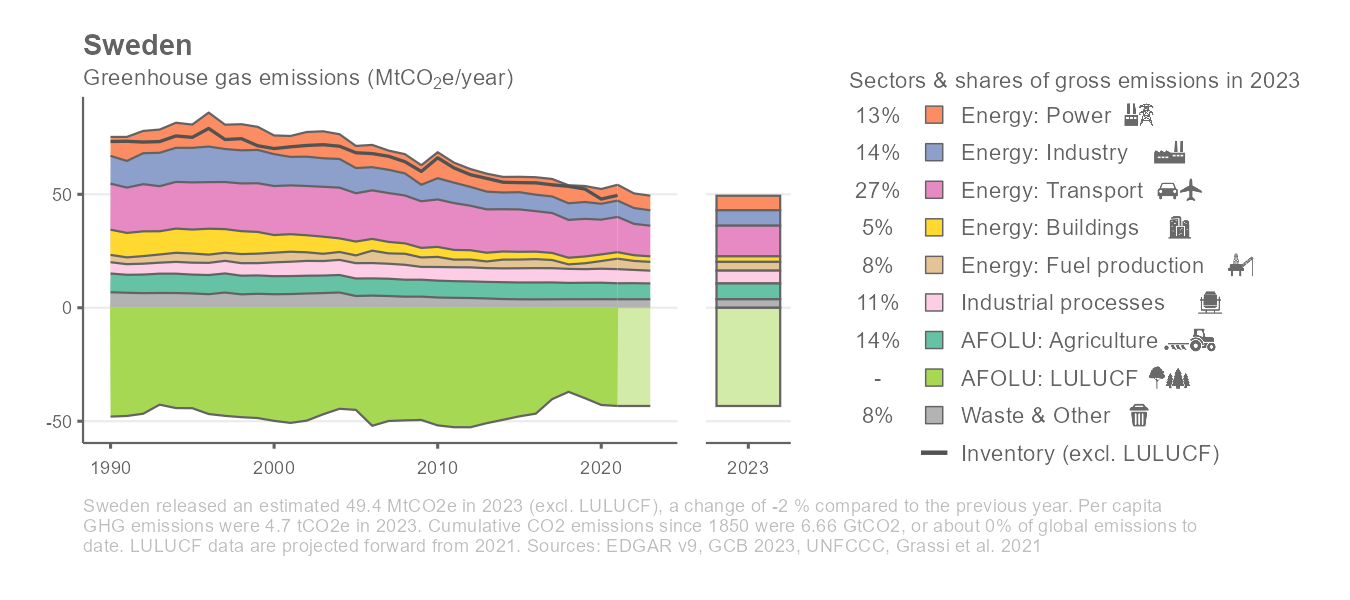 Sweden
Greenhouse gas emissions (MtCO₂e/year)
50
0
-50
1990
2000
2010
2020
2023
Sectors & shares of gross emissions in 2023
13% Energy: Power
14% Energy: Industry
27% Energy: Transport
5% Energy: Buildings
8% Energy: Fuel production
11% Industrial processes
14% AFOLU: Agriculture
- AFOLU: LULUCF
8% Waste & Other
Inventory (excl. LULUCF)
Sweden released an estimated 49.4 MtCO2e in 2023 (excl. LULUCF), a change of -2 % compared to the previous year. Per capita
GHG emissions were 4.7 tCO2e in 2023. Cumulative CO2 emissions since 1850 were 6.66 GtCO2, or about 0% of global emissions to
date. LULUCF data are projected forward from 2021. Sources: EDGAR v9, GCB 2023, UNFCCC, Grassi et al. 2021